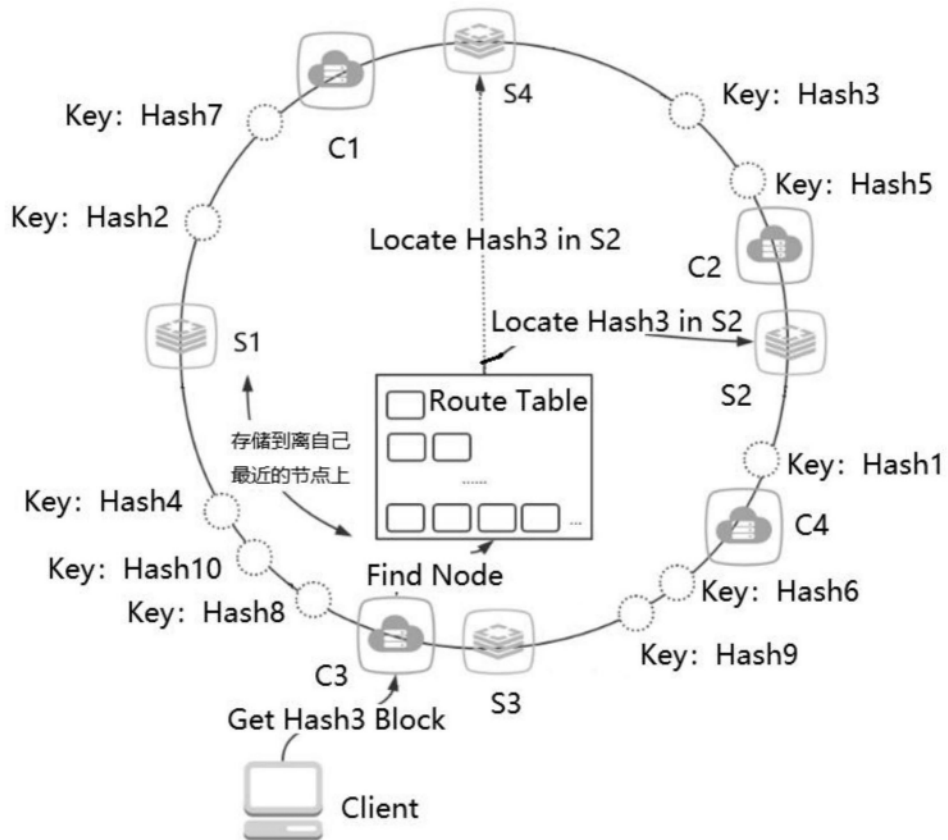 S4
C1
Key: Hash7
Key: Hash3
Key: Hash5
Key: Hash2
Locate Hash3 in S2
C2
Locate Hash3 in S2
S1
S2
Route Table
存储到离自己
最近的节点上
......
Key: Hash1
Key: Hash4
...
C4
Key: Hash10
Find Node
Key: Hash6
Key: Hash8
Key: Hash9
C3
S3
Get Hash3 Block
Client